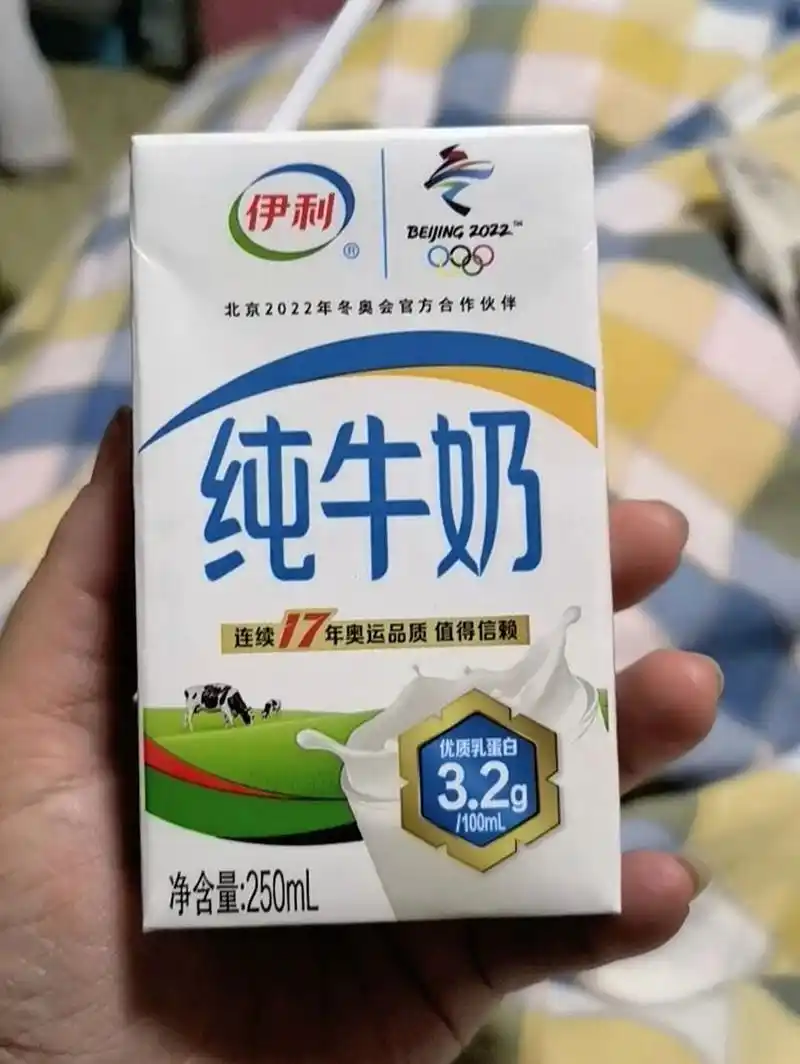 伊利
®
BEIJING 2022™
北京2022年冬奥会官方合作伙伴
纯牛奶
连续17年奥运品质 值得信赖
优质乳蛋白
3.2g
/100mL
净含量:250mL